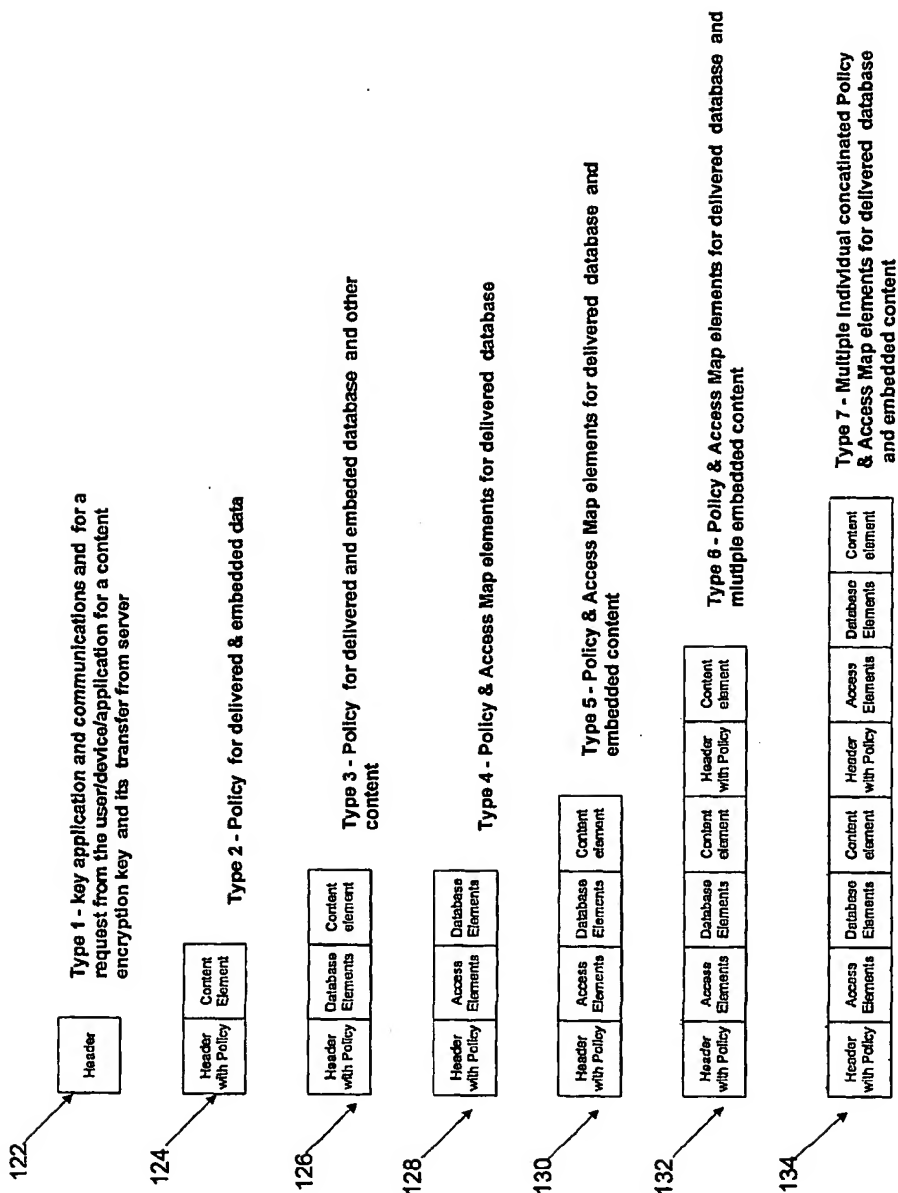 122
Header
Type 1 - key application and communications and for a
request from the user/device/application for a content
encryption key and its transfer from server
124
Header
with Policy
Content
Element
Type 2 - Policy for delivered & embedded data
126
Header
with Policy
Database
Elements
Content
element
Type 3 - Policy for delivered and embeded database and other
content
128
Header
with Policy
Access
Elements
Database
Elements
Type 4 - Policy & Access Map elements for delivered database
130
Header
with Policy
Access
Elements
Database
Elements
Content
element
Type 5 - Policy & Access Map elements for delivered database and
embedded content
132
Header
with Policy
Access
Elements
Database
Elements
Content
element
Header
with Policy
Content
element
Type 6 - Policy & Access Map elements for delivered database and
mlutiple embedded content
134
Header
with Policy
Access
Elements
Database
Elements
Content
element
Header
with Policy
Access
Elements
Database
Elements
Content
element
Type 7 - Multiple Individual concatinated Policy
& Access Map elements for delivered database
and embedded content